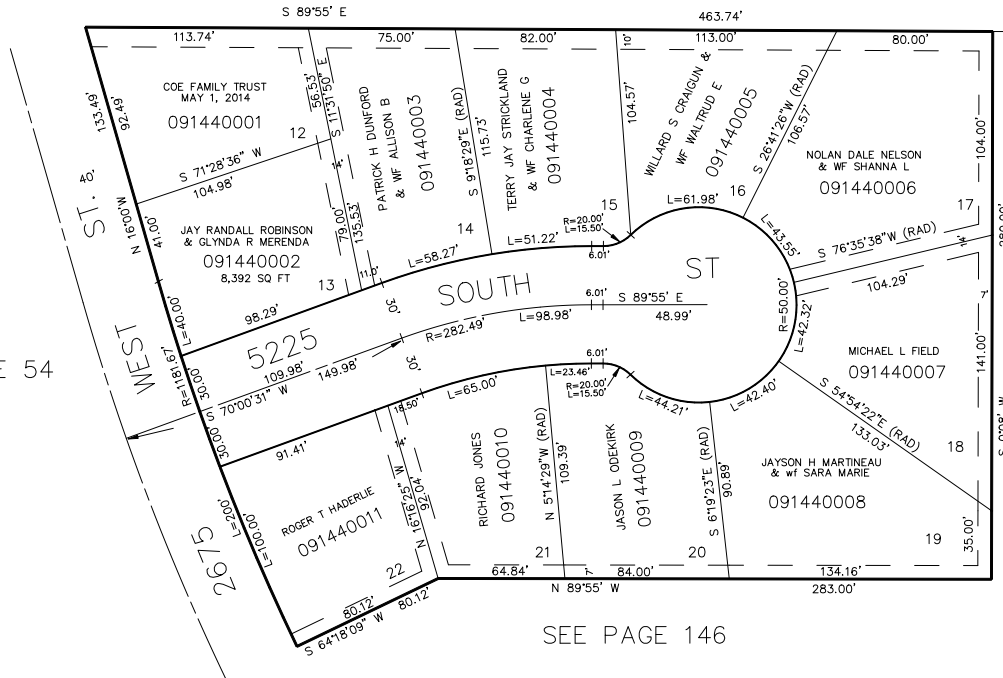 S 89°55' E
463.74'
113.74'
75.00'
82.00'
10'
113.00'
80.00'
133.49'
92.49'
COE FAMILY TRUST
MAY 1, 2014
091440001
12
56.53'
S 11°31'50" E
PATRICK H DUNFORD
& WF ALLISON B
091440003
S 9°18'29"E (RAD)
115.73'
TERRY JAY STRICKLAND
& WF CHARLENE G
091440004
104.57'
WILLARD S CRAIGUN &
WF WALTRUD E
091440005
S 26°41'26"W (RAD)
106.57'
NOLAN DALE NELSON
& WF SHANNA L
091440006
104.00'
40'
ST.
N 16°00'W
S 71°28'36" W
104.98'
14'
41.00'
JAY RANDALL ROBINSON
& GLYNDA R MERENDA
091440002
8,392 SQ FT
13
79.00'
135.53'
11.0'
14
15
16
17
R=20.00'
L=15.50'
L=61.98'
L=43.55'
S 76°35'38"W (RAD)
14'
104.29'
L=58.27'
L=51.22'
6.01'
L=40.00'
98.29'
30.'
SOUTH
ST
6.01'
S 89°55' E
48.99'
R=50.00'
L=42.32'
7'
R=282.49'
L=98.98'
5225
WEST
R=1181.67'
30.00'
109.98'
149.98'
S 70°00'31" W
30.'
6.01'
L=23.46'
R=20.00'
L=15.50'
L=65.00'
18.50'
L=44.21'
L=42.40'
MICHAEL L FIELD
091440007
141.00'
E 54
30.00'
91.41'
14'
S 54°54'22"E (RAD)
133.03'
18
L=200'
L=100.00'
ROGER T HADERLIE
091440011
N 16°16'25" W
92.04'
RICHARD JONES
091440010
N 5°14'29"W (RAD)
109.39'
JASON L ODEKIRK
091440009
S 6°19'23"E (RAD)
90.89'
JAYSON H MARTINEAU
& wf SARA MARIE
091440008
2675
22
21
20
19
35.00'
64.84'
7'
84.00'
134.16'
N 89°55' W
283.00'
80.12'
80.12'
S 64°18'09" W
SEE PAGE 146